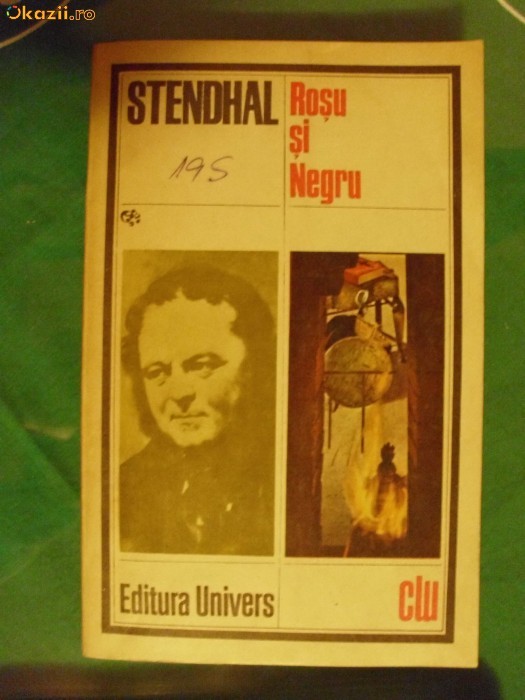 Okazii.ro
STENDHAL
Roșu
și
Negru
195
Editura Univers
clu